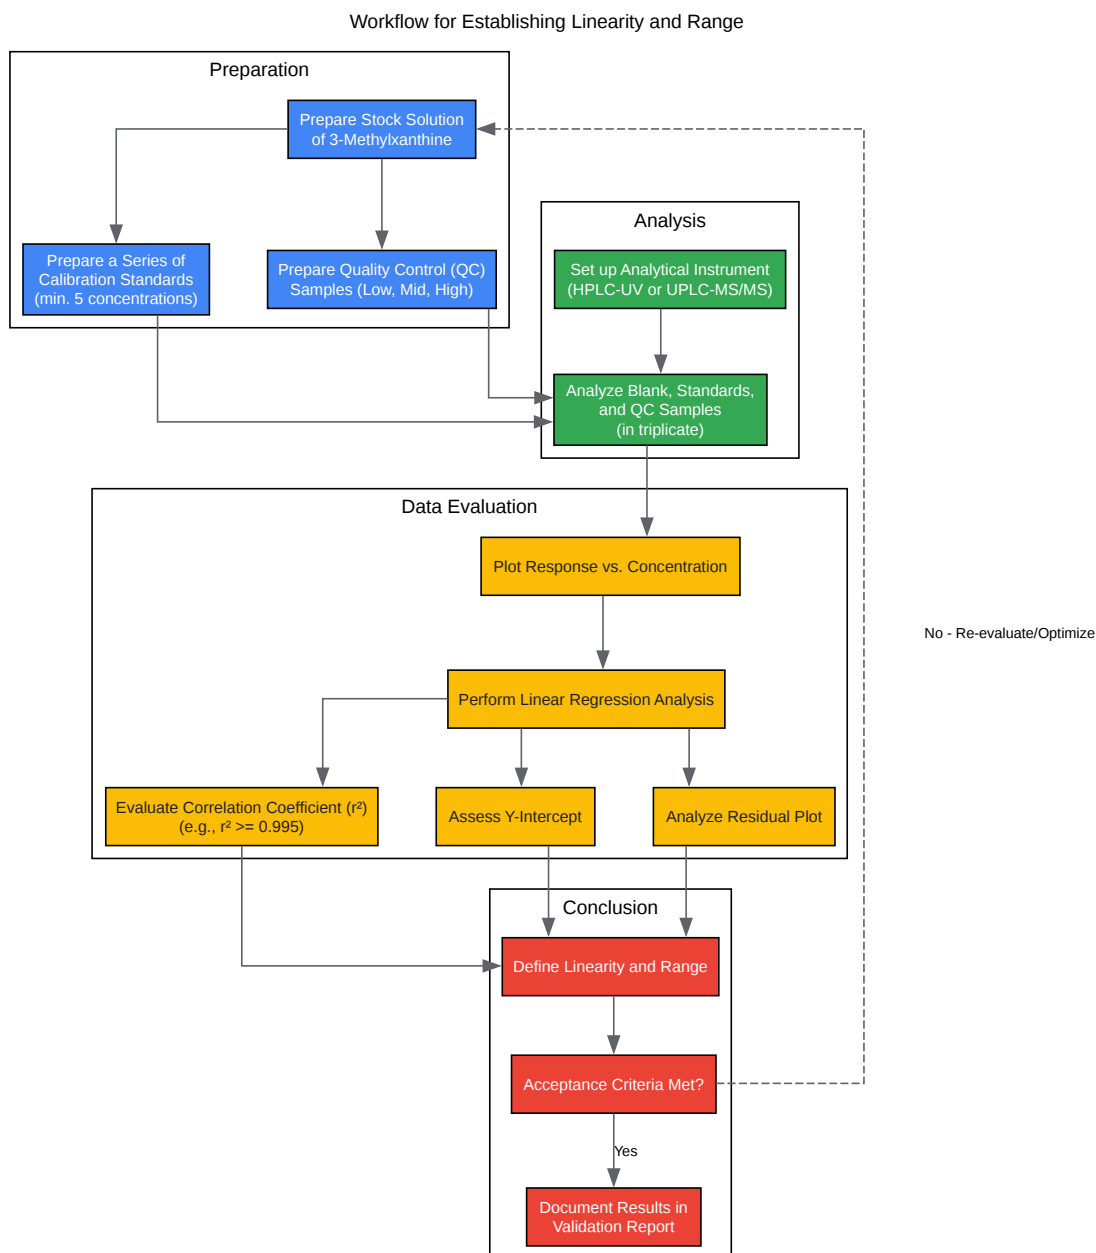 Workflow for Establishing Linearity and Range
Preparation
Prepare Stock Solution
of 3-Methylxanthine
Prepare a Series of
Calibration Standards
(min. 5 concentrations)
Prepare Quality Control (QC)
Samples (Low, Mid, High)
Analysis
Set up Analytical Instrument
(HPLC-UV or UPLC-MS/MS)
Analyze Blank, Standards,
and QC Samples
(in triplicate)
Data Evaluation
Plot Response vs. Concentration
No - Re-evaluate/Optimize
Perform Linear Regression Analysis
Evaluate Correlation Coefficient (r²)
(e.g., r² >= 0.995)
Assess Y-Intercept
Analyze Residual Plot
Conclusion
Define Linearity and Range
Acceptance Criteria Met?
Yes
Document Results in
Validation Report